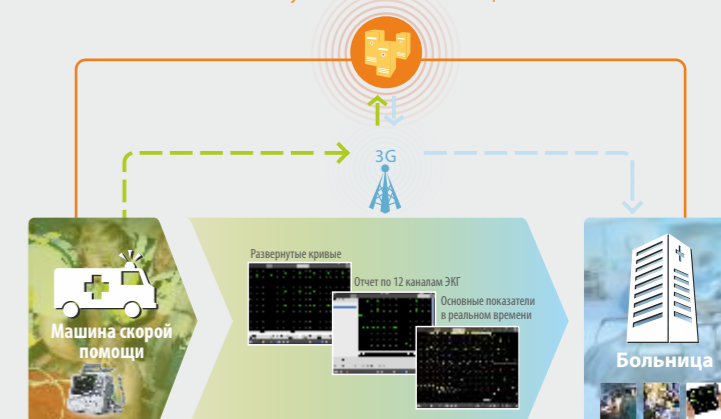 3G
Развернутые кривые
Отчет по 12 каналам ЭКГ
Основные показатели
в реальном времени
Машина скорой
помощи
Больница